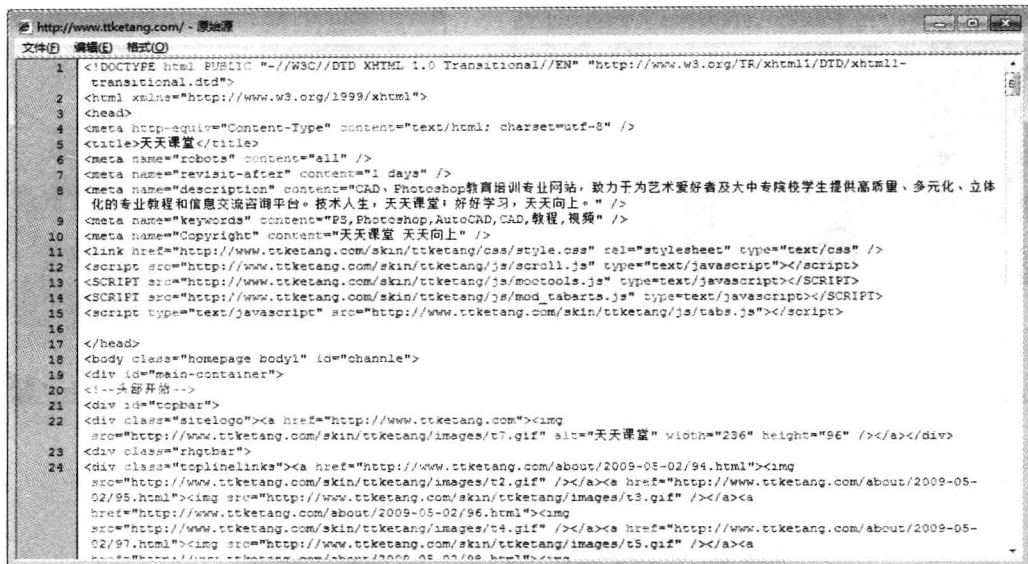 http://www.ttketang.com/ - 原始源
文件(F) 编辑(E) 格式(O)
1 <!DOCTYPE html PUBLIC "-//W3C//DTD XHTML 1.0 Transitional//EN" "http://www.w3.org/TR/xhtml1/DTD/xhtml1-
transitional.dtd">
2 <html xmlns="http://www.w3.org/1999/xhtml">
3 <head>
4 <meta http-equiv="Content-Type" content="text/html; charset=utf-8" />
5 <title>天天课堂</title>
6 <meta name="robots" content="all" />
7 <meta name="revisit-after" content="1 days" />
8 <meta name="description" content="CAD、Photoshop教育培训专业网站，致力于为艺术爱好者及大中专院校学生提供高质量、多元化、立体
化的专业教程和信息交流咨询平台。技术人生，天天课堂；好好学习，天天向上。" />
9 <meta name="keywords" content="PS,Photoshop,AutoCAD,CAD,教程,视频" />
10 <meta name="Copyright" content="天天课堂 天天向上" />
11 <link href="http://www.ttketang.com/skin/ttketang/css/style.css" rel="stylesheet" type="text/css" />
12 <script src="http://www.ttketang.com/skin/ttketang/js/scroll.js" type="text/javascript"></script>
13 <SCRIPT src="http://www.ttketang.com/skin/ttketang/js/mootools.js" type=text/javascript></SCRIPT>
14 <SCRIPT src="http://www.ttketang.com/skin/ttketang/js/mod_tabarts.js" type=text/javascript></SCRIPT>
15 <script type="text/javascript" src="http://www.ttketang.com/skin/ttketang/js/tabs.js"></script>
16
17 </head>
18 <body class="homepage body1" id="channle">
19 <div id="main-container">
20 <!--头部开始-->
21 <div id="topbar">
22 <div class="sitelogo"><a href="http://www.ttketang.com"><img
src="http://www.ttketang.com/skin/ttketang/images/t7.gif" alt="天天课堂" width="236" height="96" /></a></div>
23 <div class="rhgtbar">
24 <div class="toplinelinks"><a href="http://www.ttketang.com/about/2009-05-02/94.html"><img
src="http://www.ttketang.com/skin/ttketang/images/t2.gif" /></a><a href="http://www.ttketang.com/about/2009-05-
02/95.html"><img src="http://www.ttketang.com/skin/ttketang/images/t3.gif" /></a><a
href="http://www.ttketang.com/about/2009-05-02/96.html"><img
src="http://www.ttketang.com/skin/ttketang/images/t4.gif" /></a><a href="http://www.ttketang.com/about/2009-05-
02/97.html"><img src="http://www.ttketang.com/skin/ttketang/images/t5.gif" /></a><a